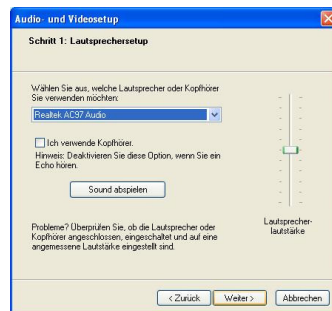 Audio- und Videosetup
Schritt 1: Lautsprechersetup
Wählen Sie aus, welche Lautsprecher oder Kopfhörer
Sie verwenden möchten:
Realtek AC97 Audio
Ich verwende Kopfhörer.
Hinweis: Deaktivieren Sie diese Option, wenn Sie ein
Echo hören.
Sound abspielen
Probleme? Überprüfen Sie, ob die Lautsprecher oder
Kopfhörer angeschlossen, eingeschaltet und auf eine
angemessene Lautstärke eingestellt sind.
Lautsprecher-
lautstärke
< Zurück
Weiter >
Abbrechen